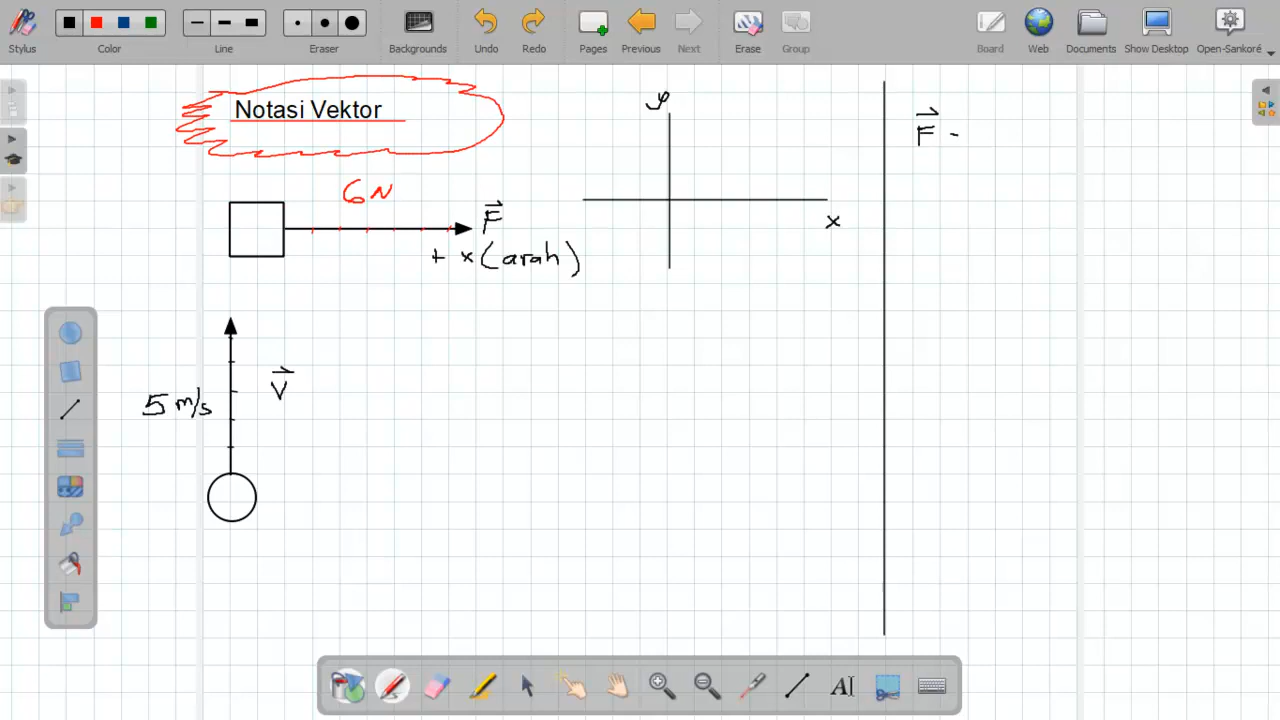 Stylus
Color
Line
Eraser
Backgrounds
Undo
Redo
Pages
Previous
Next
Erase
Group
Board
Web
Documents
Show Desktop
Open-Sankoré
Notasi Vektor
6N
F
+ x (arah)
y
x
F -
5 m/s
V
AI